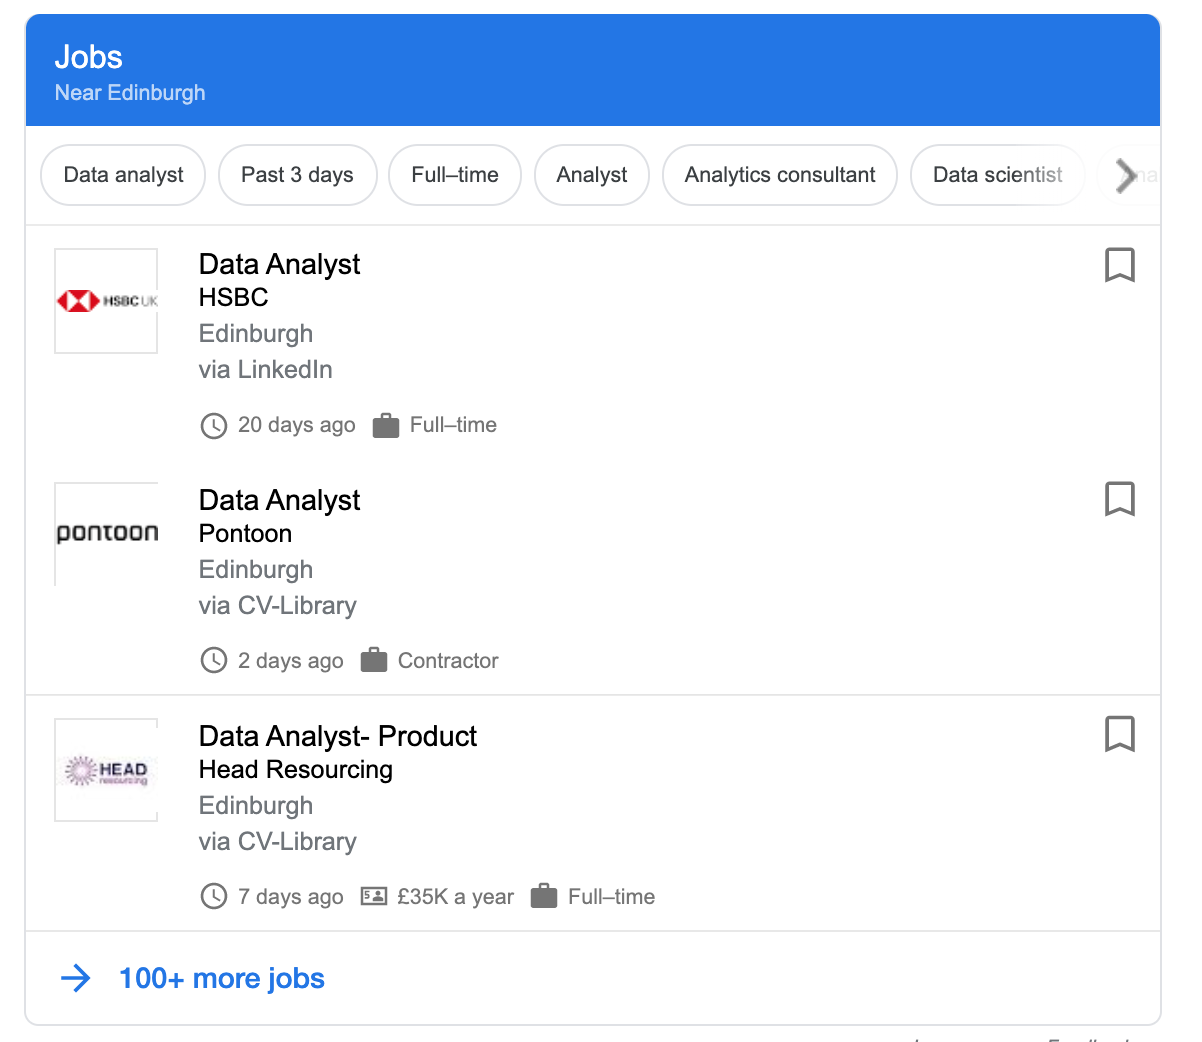 Jobs
Near Edinburgh
Data analyst
Past 3 days
Full–time
Analyst
Analytics consultant
Data scientist
HSBC UK
Data Analyst
HSBC
Edinburgh
via LinkedIn
20 days ago
Full–time
pontoon
Data Analyst
Pontoon
Edinburgh
via CV-Library
2 days ago
Contractor
HEAD
resourcing
Data Analyst- Product
Head Resourcing
Edinburgh
via CV-Library
7 days ago
£35K a year
Full–time
100+ more jobs